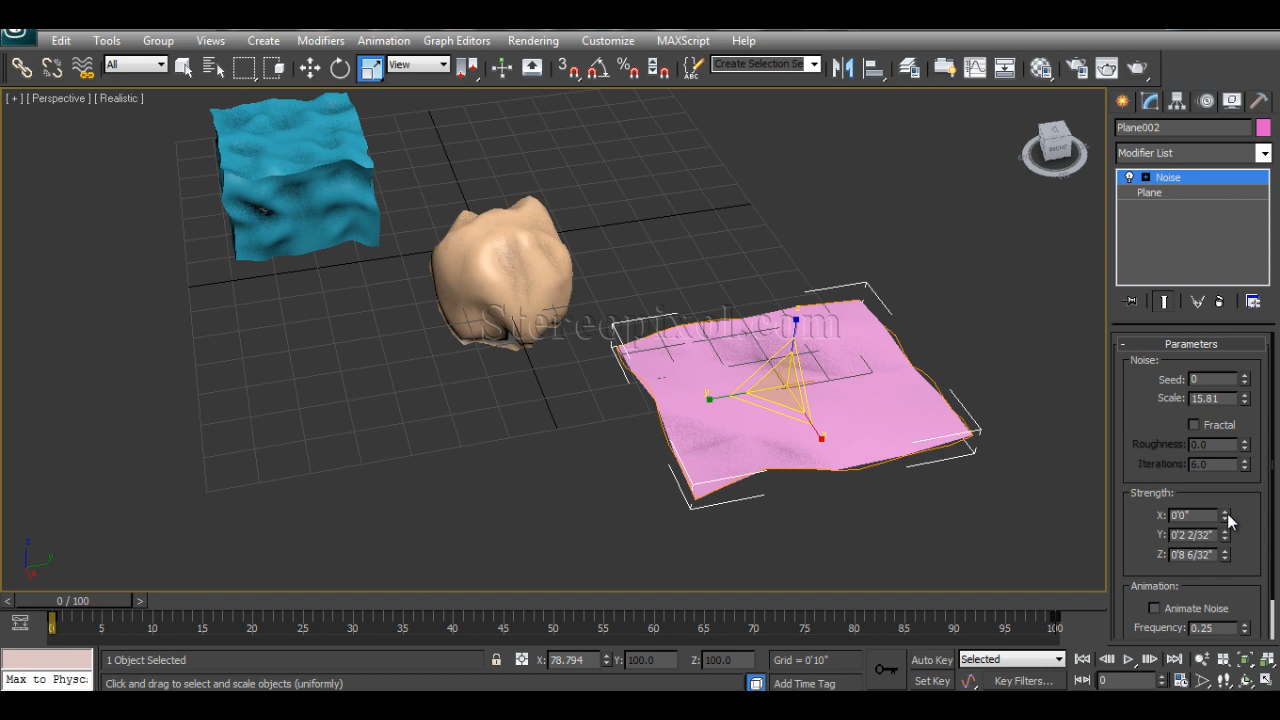 Edit Tools Group Views Create Modifiers Animation Graph Editors Rendering Customize MAXScript Help
All View 3 Create Selection Se
[ + ] [ Perspective ] [ Realistic ]
RIGHT
Plane002
Modifier List
Noise
Plane
Stereopixol.com
Parameters
Noise:
Seed: 0
Scale: 15.81
Fractal
Roughness: 0.0
Iterations: 6.0
Strength:
X: 0'0"
Y: 0'2 2/32"
Z: 0'8 6/32"
Animation:
Animate Noise
Frequency: 0.25
< 0 / 100 >
0 5 10 15 20 25 30 35 40 45 50 55 60 65 70 75 80 85 90 95 100
1 Object Selected X: 78.794 Y: 100.0 Z: 100.0 Grid = 0'10" Auto Key Selected
Max to Physc: Click and drag to select and scale objects (uniformly) Add Time Tag Set Key Key Filters... 0